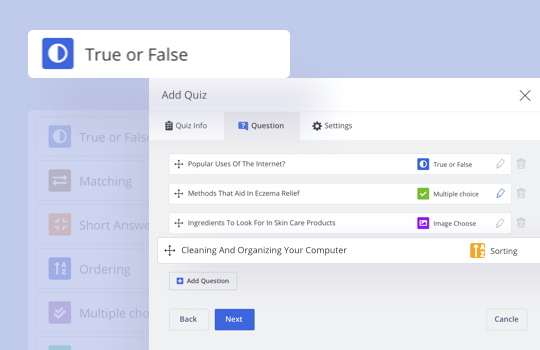 True or False
True or False
Matching
Short Answe
Ordering
Multiple cho
Add Quiz
Quiz Info
Question
Settings
Popular Uses Of The Internet?
True or False
Methods That Aid In Eczema Relief
Multiple choice
Ingredients To Look For In Skin Care Products
Image Choose
Cleaning And Organizing Your Computer
Sorting
Add Question
Back
Next
Cancle